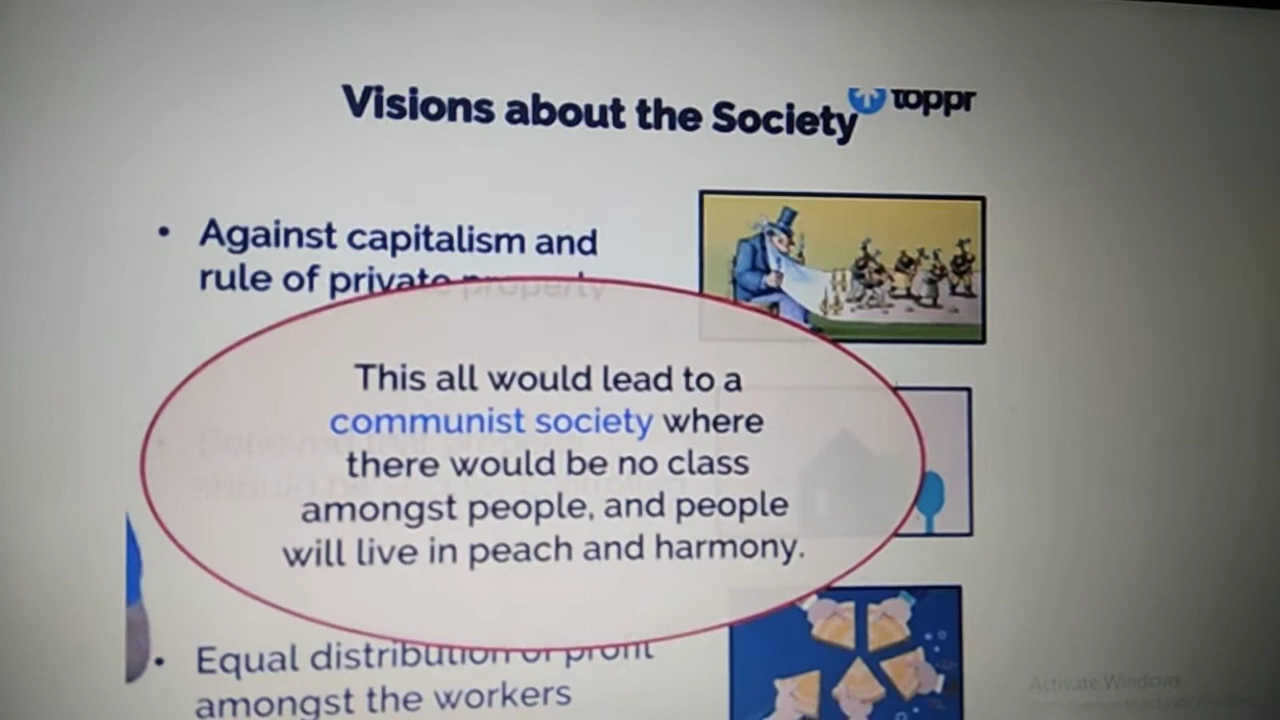 Visions about the Society
toppr
• Against capitalism and
rule of private property
This all would lead to a
communist society where
there would be no class
amongst people, and people
will live in peach and harmony.
• Equal distribution of profit
amongst the workers
Activate Windows